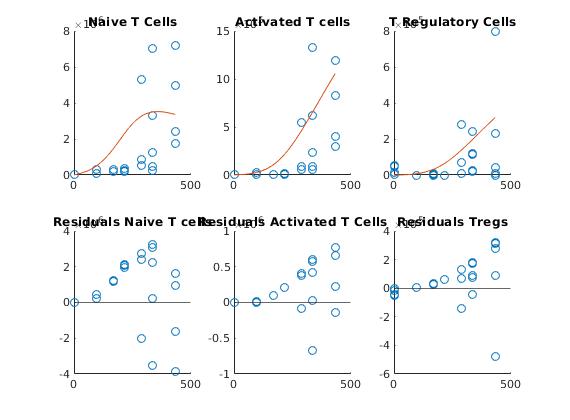 Naive T Cells
Activated T cells
T Regulatory Cells
8 15 8
6 6
10
4 4
5
2 2
0 0 0
0 500 0 500 0 500
Residuals Naive T cells
Residuals Activated T Cells
Residuals Tregs
4 1 4
2 0.5 2
0 0 0
-2
-2 -0.5 -4
-4 -1 -6
0 500 0 500 0 500